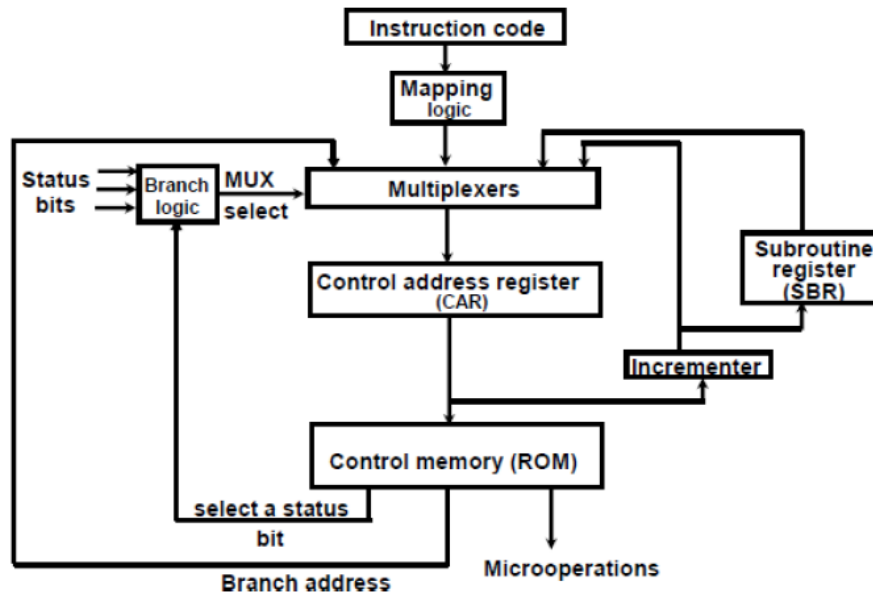 Instruction code
Mapping
logic
Status
bits
Branch
logic
MUX
select
Multiplexers
Subroutine
register
(SBR)
Control address register
(CAR)
Incrementer
Control memory (ROM)
select a status
bit
Microoperations
Branch address